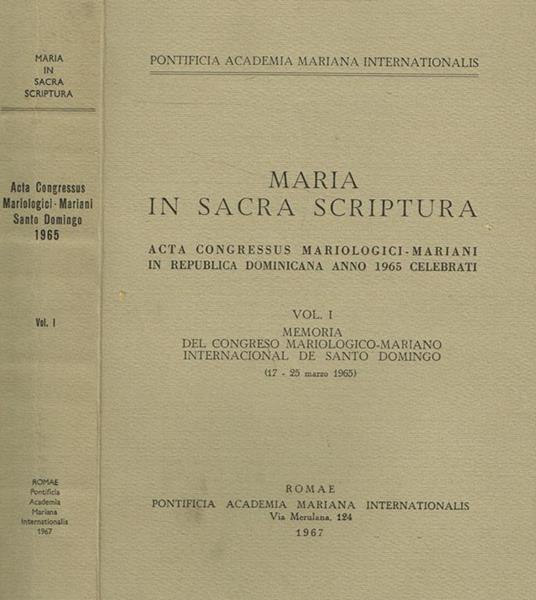 MARIA
IN
SACRA
SCRIPTURA
Acta Congressus
Mariologici-Mariani
Santo Domingo
1965
Vol. I
ROMAE
Pontificia
Academia
Mariana
Internationalis
1967
PONTIFICIA ACADEMIA MARIANA INTERNATIONALIS
MARIA
IN SACRA SCRIPTURA
ACTA CONGRESSUS MARIOLOGICI-MARIANI
IN REPUBLICA DOMINICANA ANNO 1965 CELEBRATI
VOL. I
MEMORIA
DEL CONGRESO MARIOLOGICO-MARIANO
INTERNACIONAL DE SANTO DOMINGO
(17 - 25 marzo 1965)
ROMAE
PONTIFICIA ACADEMIA MARIANA INTERNATIONALIS
Via Merulana, 124
1967